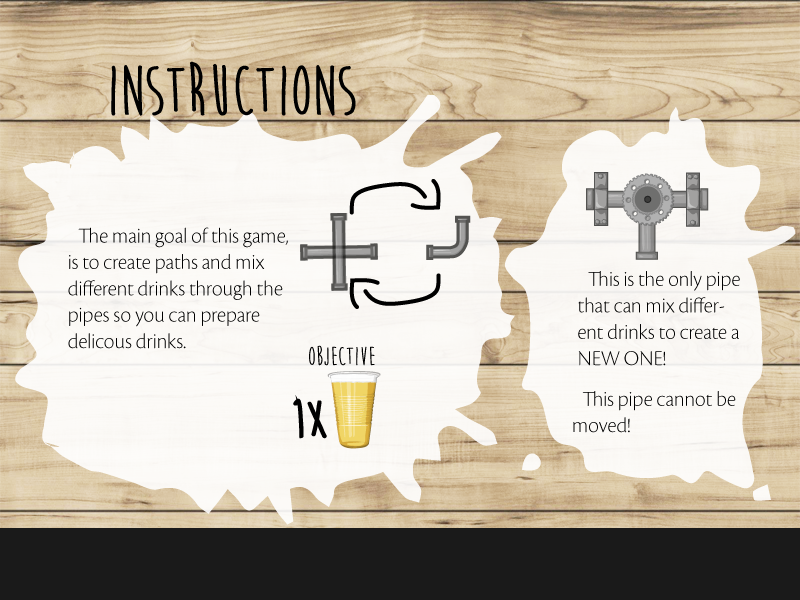 INSTRUCTIONS
The main goal of this game,
is to create paths and mix
different drinks through the
pipes so you can prepare
delicous drinks.
OBJECTIVE
1X
This is the only pipe
that can mix differ-
ent drinks to create a
NEW ONE!
This pipe cannot be
moved!